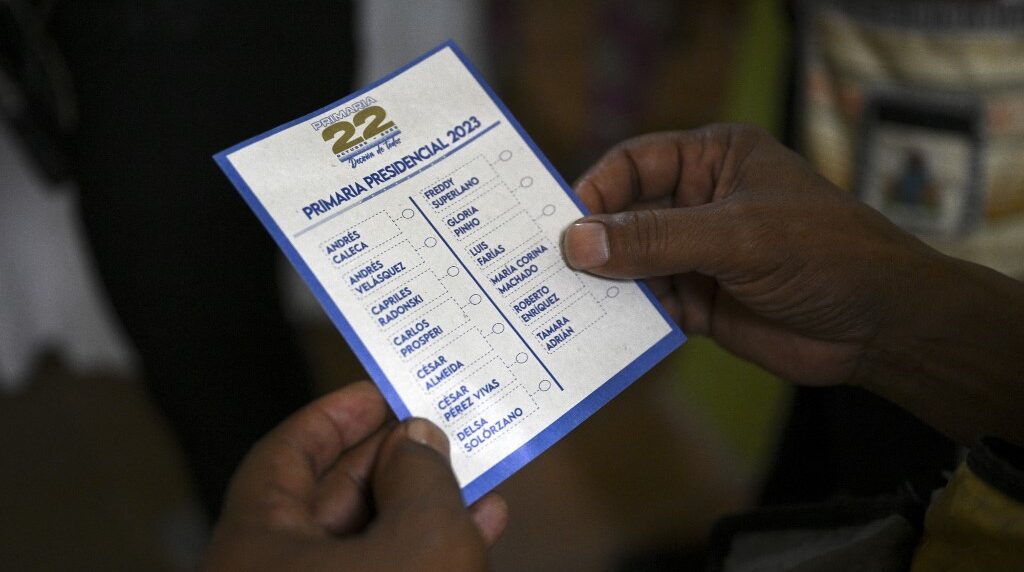 PRIMARIA
22
OCTUBRE
Decisión de Todos
PRIMARIA PRESIDENCIAL 2023
ANDRÉS
CALECA
ANDRÉS
VELÁSQUEZ
CAPRILES
RADONSKI
CARLOS
PROSPERI
CÉSAR
ALMEIDA
CÉSAR
PÉREZ VIVAS
DELSA
SOLÓRZANO
FREDDY
SUPERLANO
GLORIA
PINHO
LUIS
FARÍAS
MARÍA CORINA
MACHADO
ROBERTO
ENRÍQUEZ
TAMARA
ADRIÁN